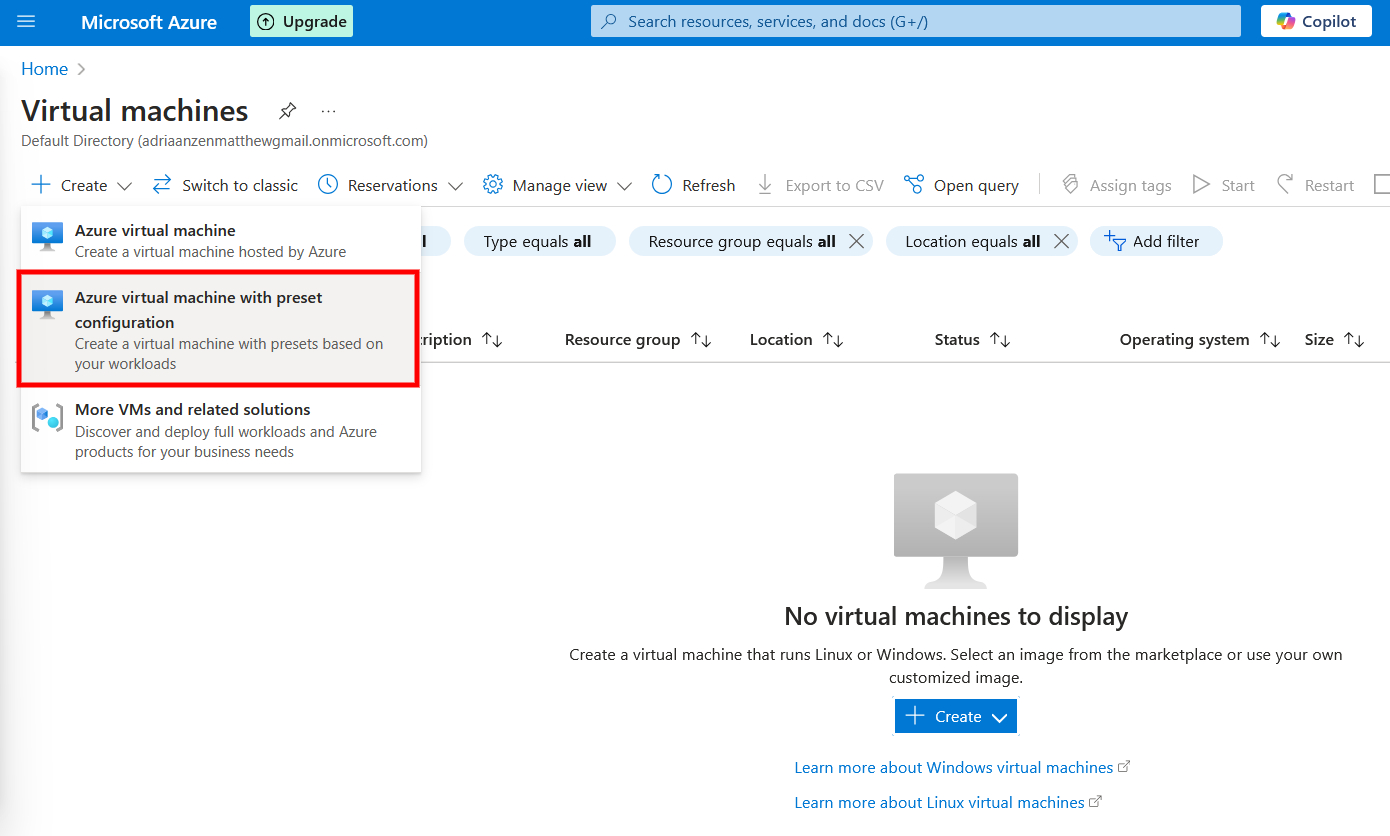 Microsoft Azure Upgrade Search resources, services, and docs (G+/) Copilot
Home
Virtual machines ...
Default Directory (adriaanzenmatthewgmail.onmicrosoft.com)
Create Switch to classic Reservations Manage view Refresh Export to CSV Open query Assign tags Start Restart
Azure virtual machine
Create a virtual machine hosted by Azure
Azure virtual machine with preset
configuration
Create a virtual machine with presets based on
your workloads
More VMs and related solutions
Discover and deploy full workloads and Azure
products for your business needs
Type equals all Resource group equals all Location equals all Add filter
Resource group Location Status Operating system Size
No virtual machines to display
Create a virtual machine that runs Linux or Windows. Select an image from the marketplace or use your own
customized image.
Create
Learn more about Windows virtual machines
Learn more about Linux virtual machines